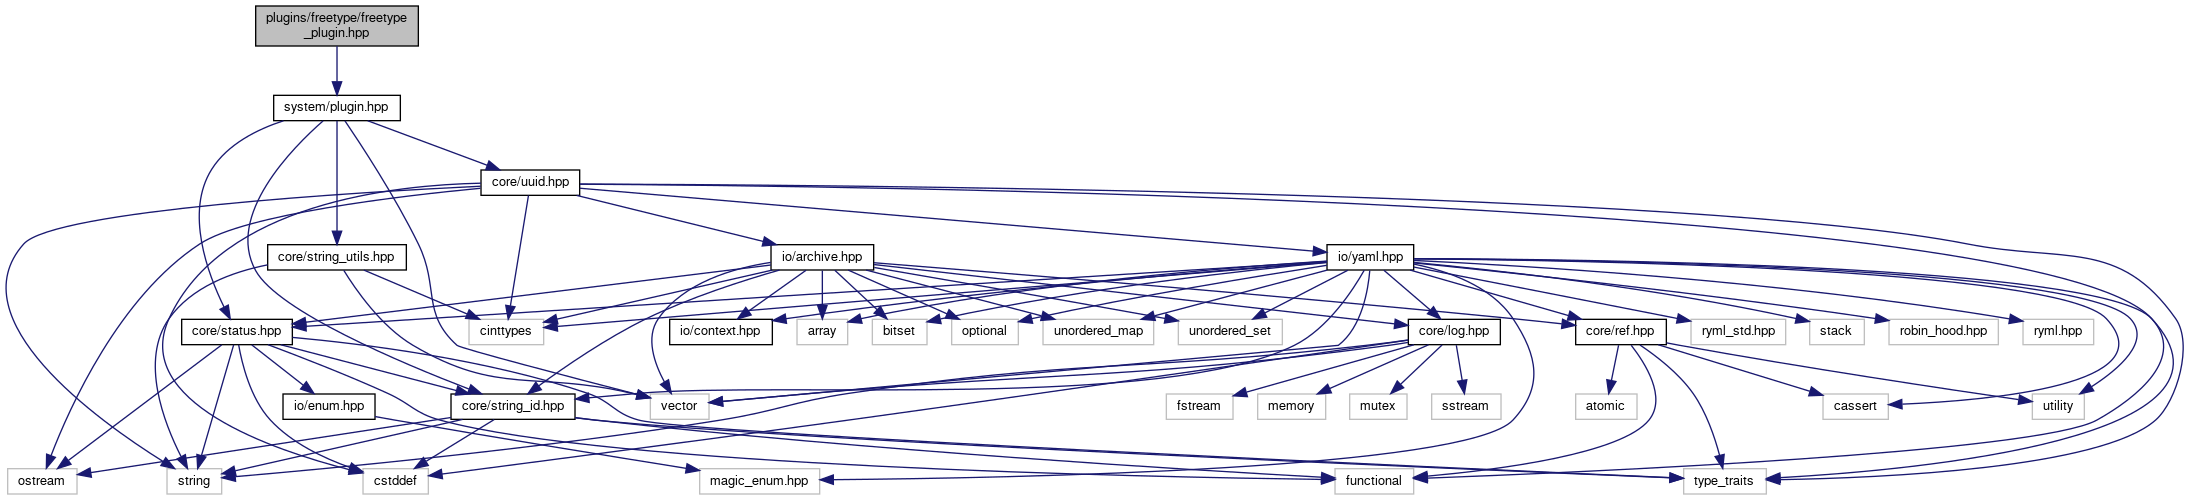 plugins/freetype/freetype
_plugin.hpp
system/plugin.hpp
core/uuid.hpp
core/string_utils.hpp
io/archive.hpp
io/yaml.hpp
core/status.hpp
cinttypes
io/context.hpp
array
bitset
optional
unordered_map
unordered_set
core/log.hpp
core/ref.hpp
ryml_std.hpp
stack
robin_hood.hpp
ryml.hpp
io/enum.hpp
core/string_id.hpp
vector
fstream
memory
mutex
sstream
atomic
cassert
utility
ostream
string
cstddef
magic_enum.hpp
functional
type_traits